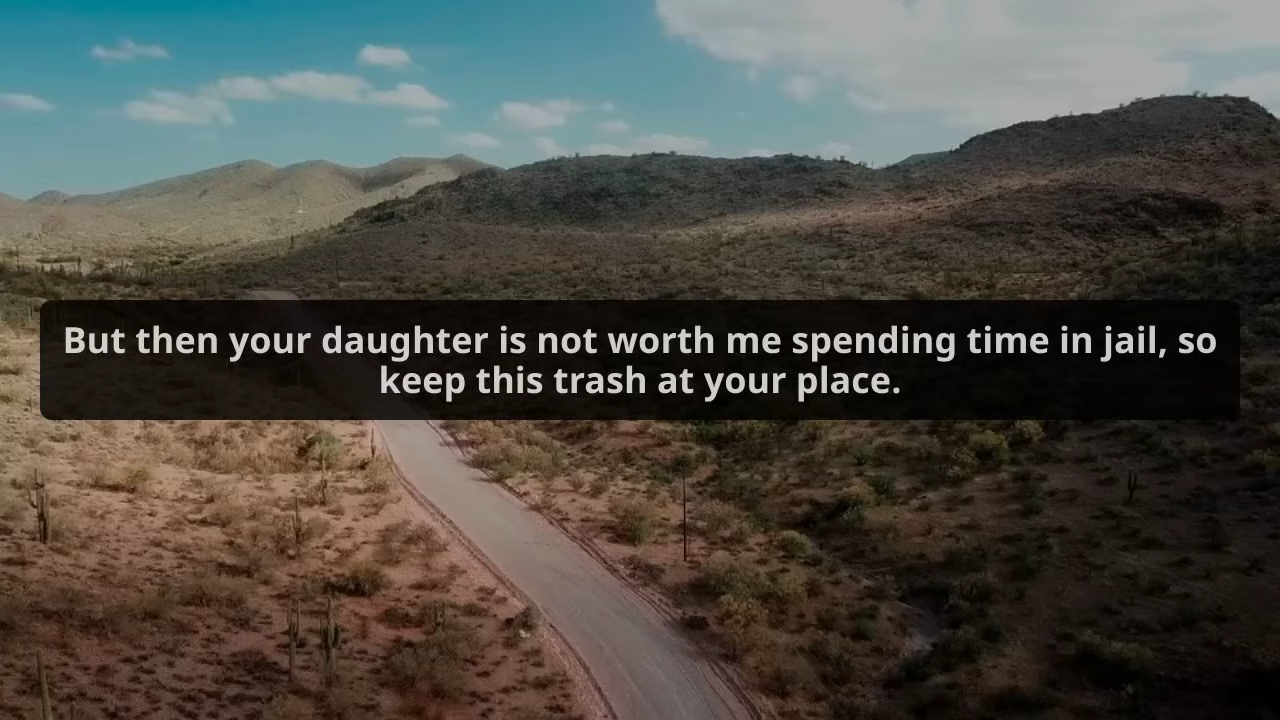 But then your daughter is not worth me spending time in jail, so
keep this trash at your place.